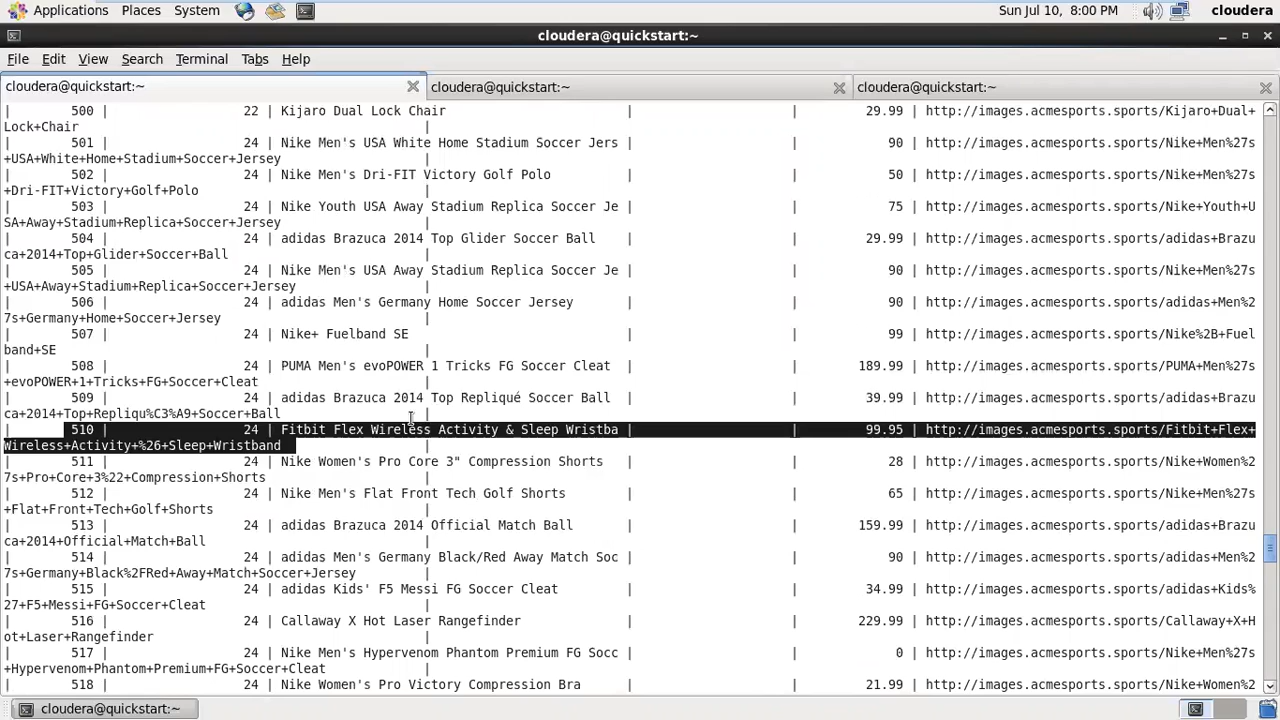 Applications Places System Sun Jul 10, 8:00 PM cloudera
cloudera@quickstart:~
File Edit View Search Terminal Tabs Help
cloudera@quickstart:~ cloudera@quickstart:~ cloudera@quickstart:~
| 500 | 22 | Kijaro Dual Lock Chair | | 29.99 | http://images.acmesports.sports/Kijaro+Dual+
Lock+Chair |
| 501 | 24 | Nike Men's USA White Home Stadium Soccer Jers | | 90 | http://images.acmesports.sports/Nike+Men%27s
+USA+White+Home+Stadium+Soccer+Jersey |
| 502 | 24 | Nike Men's Dri-FIT Victory Golf Polo | | 50 | http://images.acmesports.sports/Nike+Men%27s
+Dri-FIT+Victory+Golf+Polo |
| 503 | 24 | Nike Youth USA Away Stadium Replica Soccer Je | | 75 | http://images.acmesports.sports/Nike+Youth+U
SA+Away+Stadium+Replica+Soccer+Jersey |
| 504 | 24 | adidas Brazuca 2014 Top Glider Soccer Ball | | 29.99 | http://images.acmesports.sports/adidas+Brazu
ca+2014+Top+Glider+Soccer+Ball |
| 505 | 24 | Nike Men's USA Away Stadium Replica Soccer Je | | 90 | http://images.acmesports.sports/Nike+Men%27s
+USA+Away+Stadium+Replica+Soccer+Jersey |
| 506 | 24 | adidas Men's Germany Home Soccer Jersey | | 90 | http://images.acmesports.sports/adidas+Men%2
7s+Germany+Home+Soccer+Jersey |
| 507 | 24 | Nike+ Fuelband SE | | 99 | http://images.acmesports.sports/Nike%2B+Fuel
band+SE |
| 508 | 24 | PUMA Men's evoPOWER 1 Tricks FG Soccer Cleat | | 189.99 | http://images.acmesports.sports/PUMA+Men%27s
+evoPOWER+1+Tricks+FG+Soccer+Cleat |
| 509 | 24 | adidas Brazuca 2014 Top Repliqué Soccer Ball | | 39.99 | http://images.acmesports.sports/adidas+Brazu
ca+2014+Top+Repliqu%C3%A9+Soccer+Ball |
| 510 | 24 | Fitbit Flex Wireless Activity & Sleep Wristba | | 99.95 | http://images.acmesports.sports/Fitbit+Flex+
Wireless+Activity+%26+Sleep+Wristband |
| 511 | 24 | Nike Women's Pro Core 3" Compression Shorts | | 28 | http://images.acmesports.sports/Nike+Women%2
7s+Pro+Core+3%22+Compression+Shorts |
| 512 | 24 | Nike Men's Flat Front Tech Golf Shorts | | 65 | http://images.acmesports.sports/Nike+Men%27s
+Flat+Front+Tech+Golf+Shorts |
| 513 | 24 | adidas Brazuca 2014 Official Match Ball | | 159.99 | http://images.acmesports.sports/adidas+Brazu
ca+2014+Official+Match+Ball |
| 514 | 24 | adidas Men's Germany Black/Red Away Match Soc | | 90 | http://images.acmesports.sports/adidas+Men%2
7s+Germany+Black%2FRed+Away+Match+Soccer+Jersey |
| 515 | 24 | adidas Kids' F5 Messi FG Soccer Cleat | | 34.99 | http://images.acmesports.sports/adidas+Kids%
27+F5+Messi+FG+Soccer+Cleat |
| 516 | 24 | Callaway X Hot Laser Rangefinder | | 229.99 | http://images.acmesports.sports/Callaway+X+H
ot+Laser+Rangefinder |
| 517 | 24 | Nike Men's Hypervenom Phantom Premium FG Socc | | 0 | http://images.acmesports.sports/Nike+Men%27s
+Hypervenom+Phantom+Premium+FG+Soccer+Cleat |
| 518 | 24 | Nike Women's Pro Victory Compression Bra | | 21.99 | http://images.acmesports.sports/Nike+Women%2
cloudera@quickstart:~